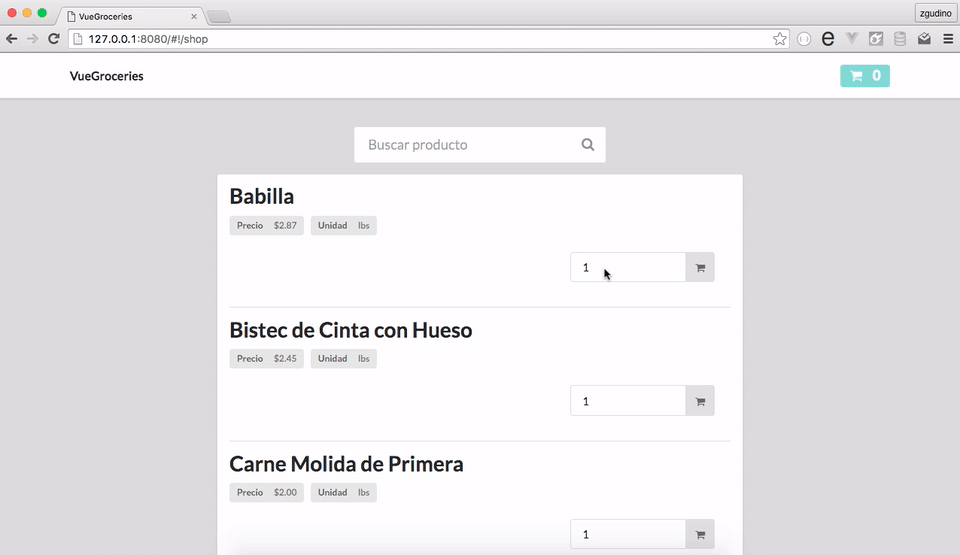 VueGroceries
zgudino
127.0.0.1:8080/#!/shop
VueGroceries
0
Buscar producto
Babilla
Precio $2.87 Unidad lbs
1
Bistec de Cinta con Hueso
Precio $2.45 Unidad lbs
1
Carne Molida de Primera
Precio $2.00 Unidad lbs
1